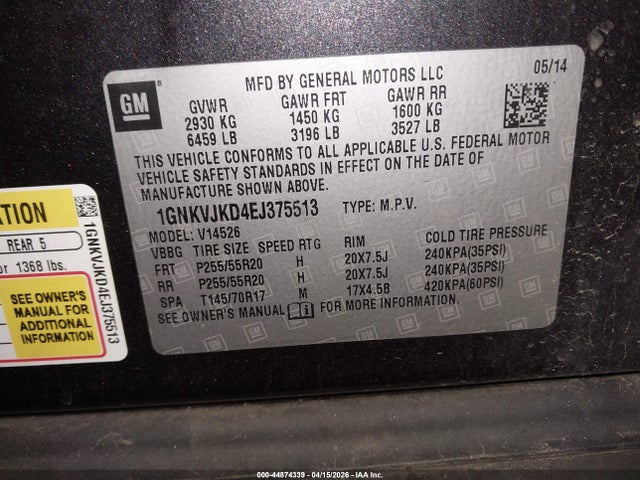 GM
®
MFD BY GENERAL MOTORS LLC
05/14
GVWR GAWR FRT GAWR RR
2930 KG 1450 KG 1600 KG
6459 LB 3196 LB 3527 LB
THIS VEHICLE CONFORMS TO ALL APPLICABLE U.S. FEDERAL MOTOR
VEHICLE SAFETY STANDARDS IN EFFECT ON THE DATE OF
MANUFACTURE SHOWN ABOVE.
1GNKVJKD4EJ375513 TYPE: M.P.V.
MODEL: V14526
VBBG TIRE SIZE SPEED RTG RIM COLD TIRE PRESSURE
FRT P255/55R20 H 20X7.5J 240KPA(35PSI)
RR P255/55R20 H 20X7.5J 240KPA(35PSI)
SPA T145/70R17 M 17X4.5B 420KPA(60PSI)
SEE OWNER'S MANUAL FOR MORE INFORMATION.
REAR 5
1368 lbs.
SEE OWNER'S
MANUAL FOR
ADDITIONAL
INFORMATION
1GNKVJKD4EJ375513
000-44874339 - 04/15/2026 - IAA Inc.